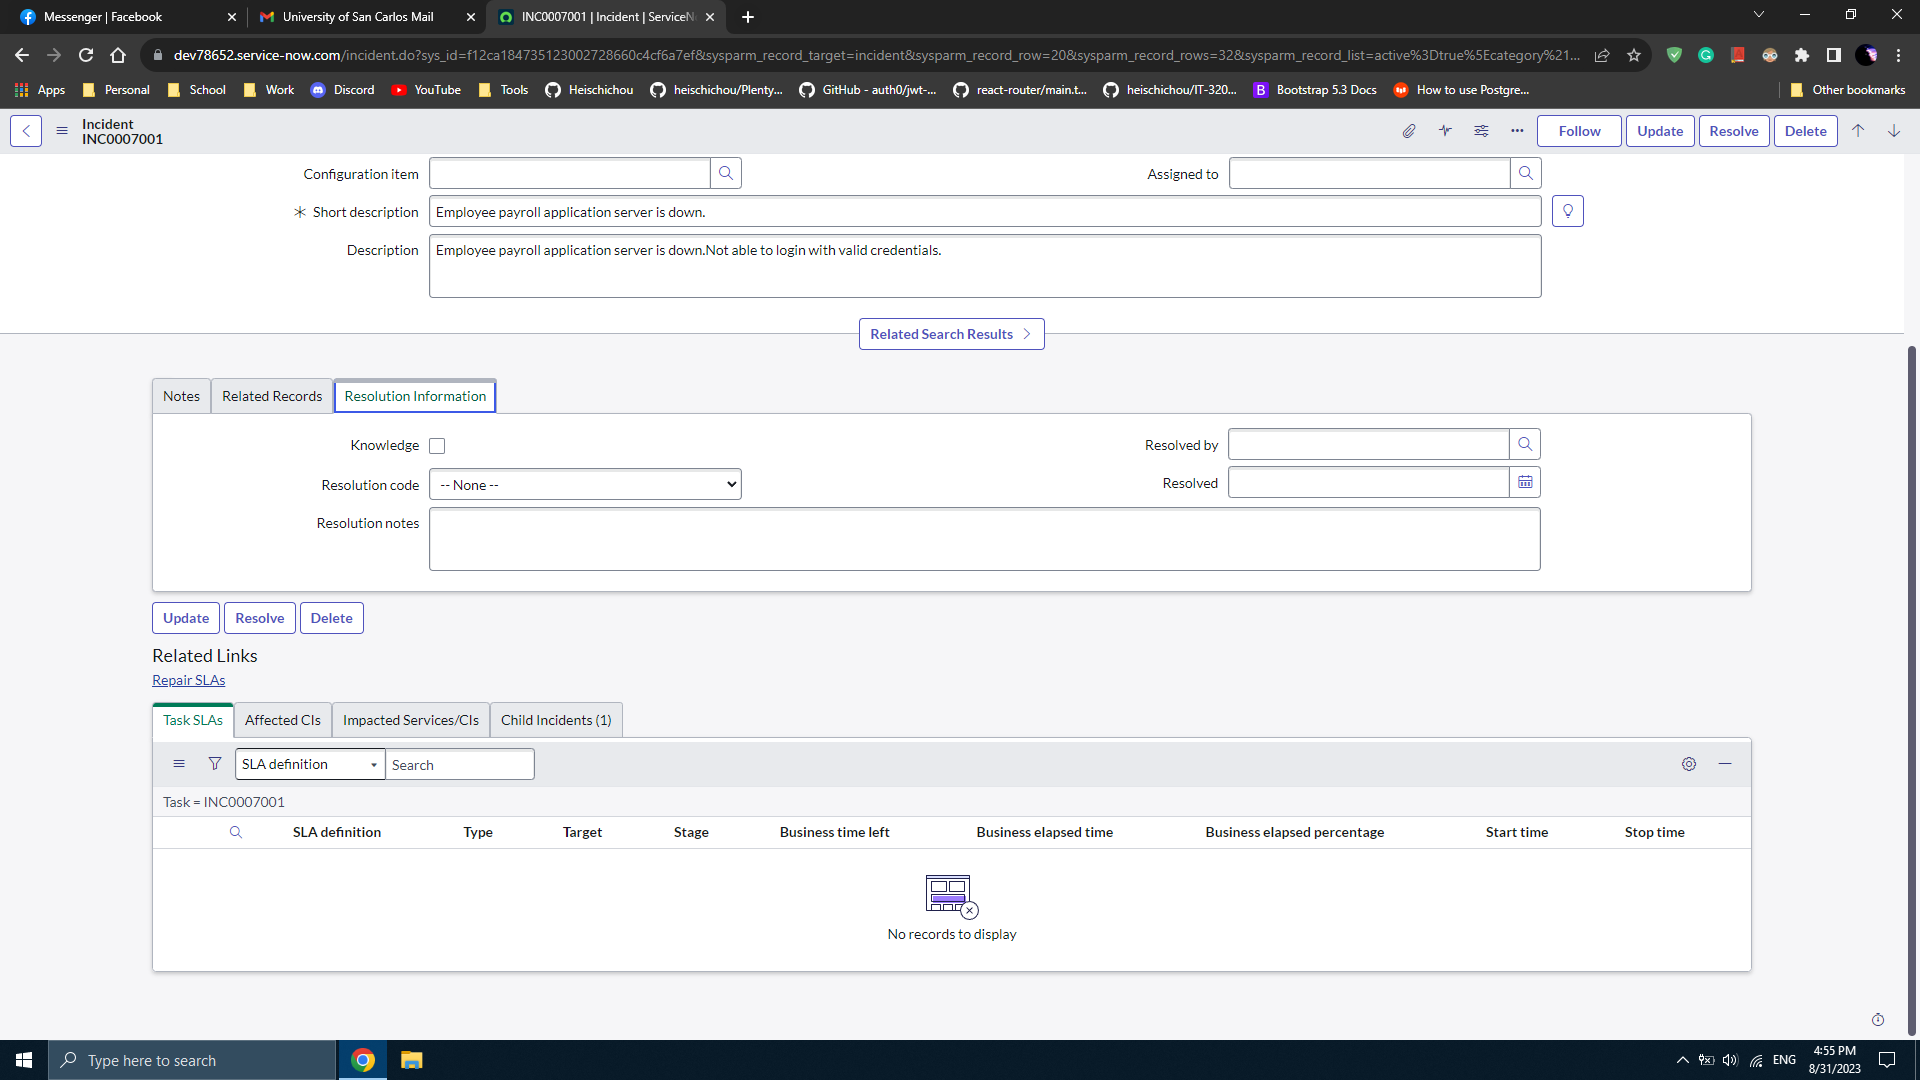 Messenger | Facebook
University of San Carlos Mail
INC0007001 | Incident | ServiceN
dev78652.service-now.com/incident.do?sys_id=f12ca184735123002728660c4cf6a7ef&sysparm_record_target=incident&sysparm_record_row=20&sysparm_record_rows=32&sysparm_record_list=active%3Dtrue%5Ecategory%21...
Apps
Personal
School
Work
Discord
YouTube
Tools
Heischichou
heischichou/Plenty...
GitHub - auth0/jwt-...
react-router/main.t...
heischichou/IT-320...
B Bootstrap 5.3 Docs
How to use Postgre...
Other bookmarks
Incident
INC0007001
Follow
Update
Resolve
Delete
Configuration item
Assigned to
Short description
Employee payroll application server is down.
Description
Employee payroll application server is down.Not able to login with valid credentials.
Related Search Results
Notes
Related Records
Resolution Information
Knowledge
Resolved by
Resolution code
-- None --
Resolved
Resolution notes
Update
Resolve
Delete
Related Links
Repair SLAs
Task SLAs
Affected CIs
Impacted Services/CIs
Child Incidents (1)
SLA definition
Search
Task = INC0007001
SLA definition
Type
Target
Stage
Business time left
Business elapsed time
Business elapsed percentage
Start time
Stop time
No records to display
Type here to search
ENG
4:55 PM
8/31/2023